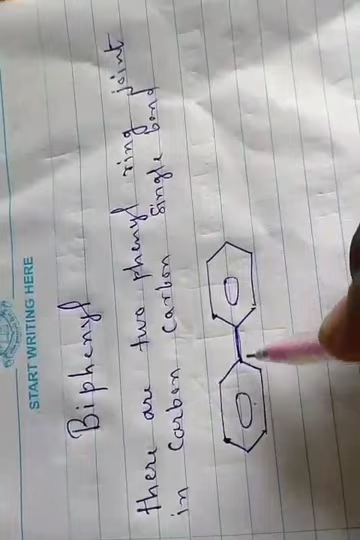 START WRITING HERE
Biphenyl
there are two phenyl ring joint
in Carbon Carbon single bond